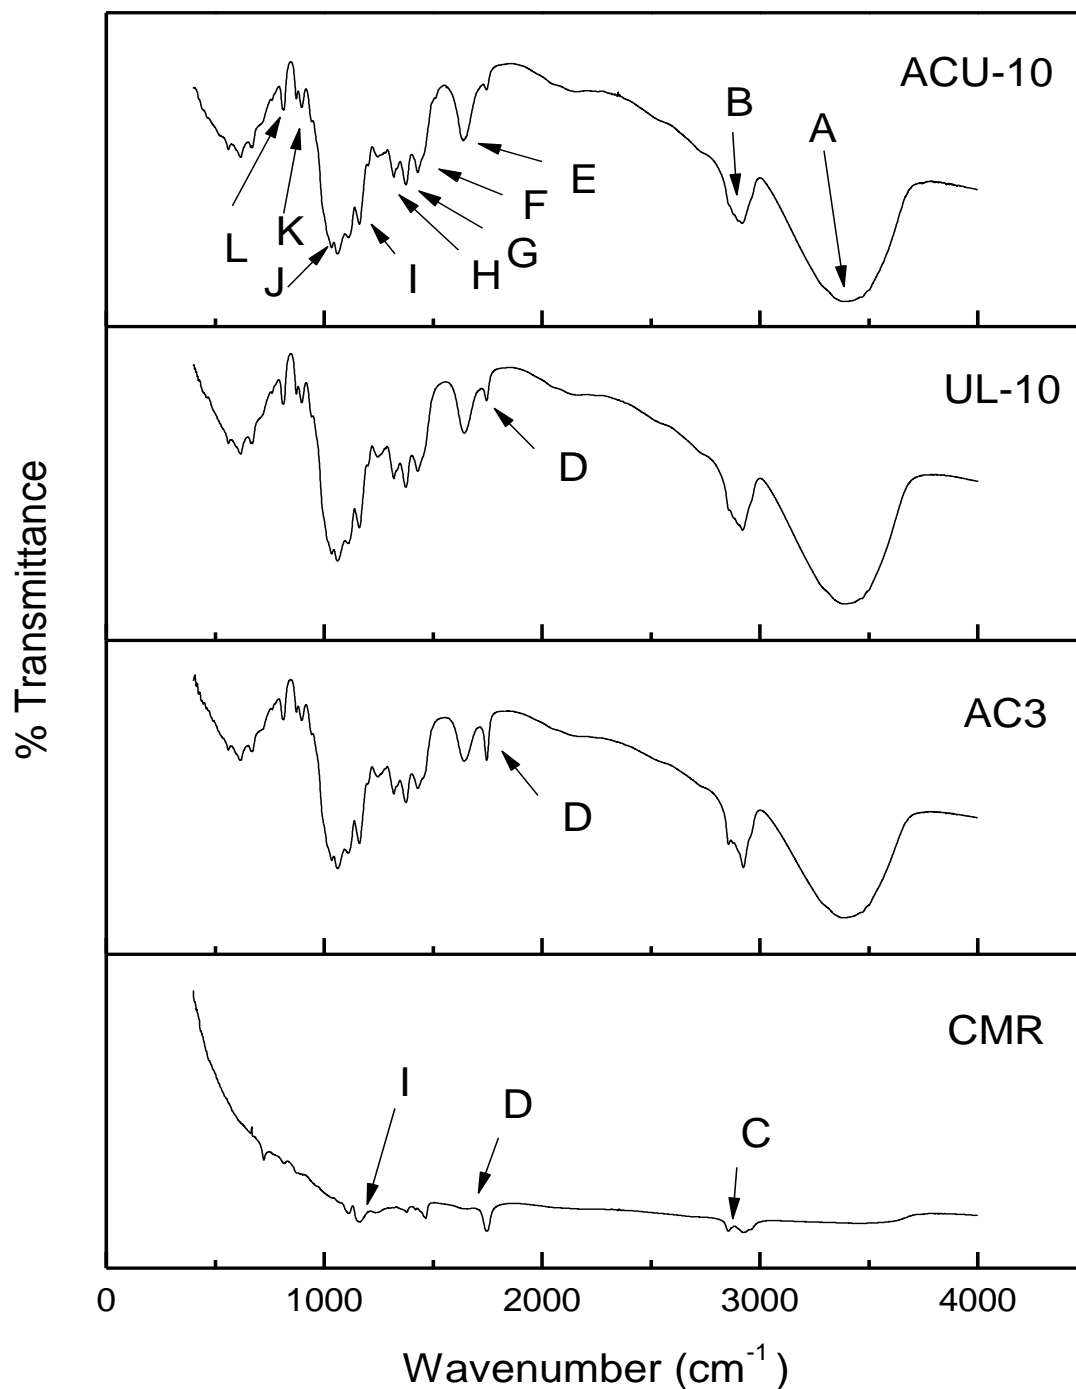 ACU-10
B
A
E
F
K
L
G
H
I
J
UL-10
D
AC3
D
CMR
I
D
C
% Transmittance
0 1000 2000 3000 4000
Wavenumber (cm-1)